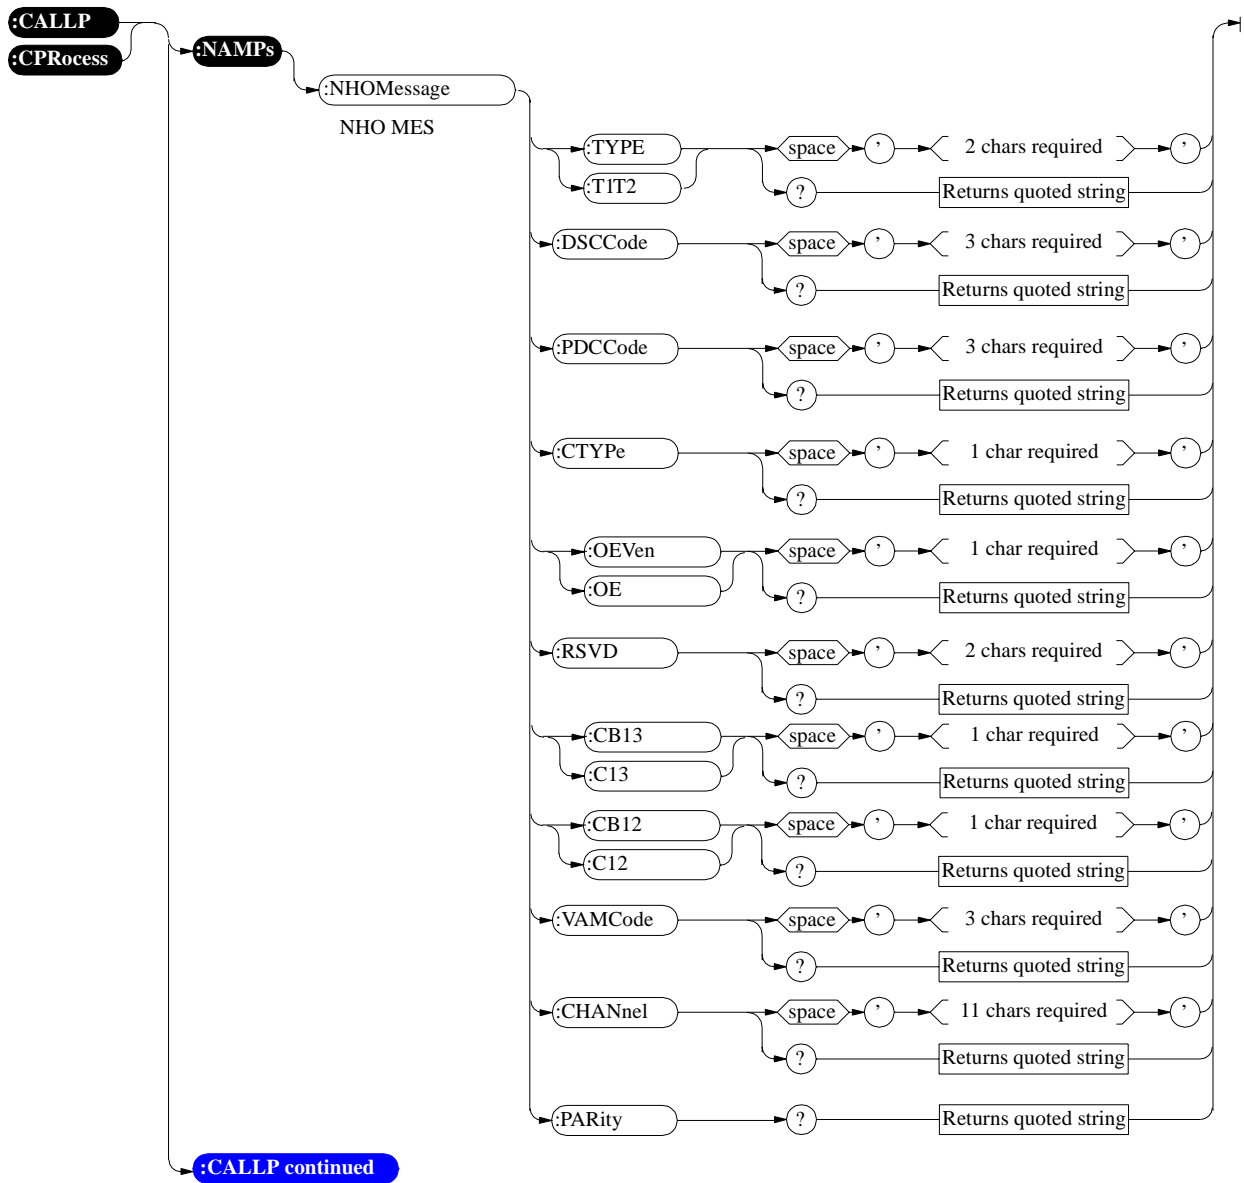 :CALLP
:CPRocess
:NAMPs
:NHOMessage
NHO MES
:TYPE space ’ 2 chars required ’
:T1T2 ? Returns quoted string
:DSCCode space ’ 3 chars required ’
? Returns quoted string
:PDCCode space ’ 3 chars required ’
? Returns quoted string
:CTYPe space ’ 1 char required ’
? Returns quoted string
:OEVen space ’ 1 char required ’
:OE ? Returns quoted string
:RSVD space ’ 2 chars required ’
? Returns quoted string
:CB13 space ’ 1 char required ’
:C13 ? Returns quoted string
:CB12 space ’ 1 char required ’
:C12 ? Returns quoted string
:VAMCode space ’ 3 chars required ’
? Returns quoted string
:CHANnel space ’ 11 chars required ’
? Returns quoted string
:PARity ? Returns quoted string
:CALLP continued